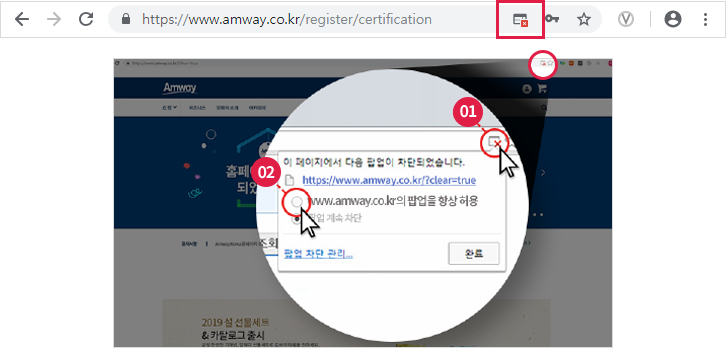 https://www.amway.co.kr/register/certification
Amway
01
이 페이지에서 다음 팝업이 차단되었습니다.
https://www.amway.co.kr/?clear=true
02
www.amway.co.kr의 팝업을 항상 허용
팝업 계속 차단
팝업 차단 관리...
완료
홈페이
되었
조회
2019 설 선물세트
& 카탈로그 출시